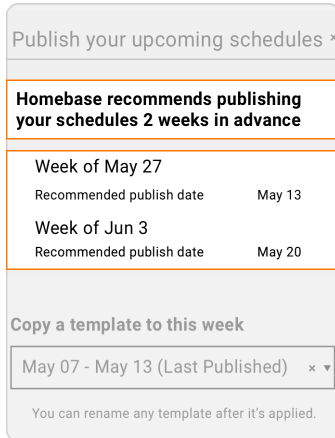 Publish your upcoming schedules ×
Homebase recommends publishing
your schedules 2 weeks in advance
Week of May 27
Recommended publish date May 13
Week of Jun 3
Recommended publish date May 20
Copy a template to this week
May 07 - May 13 (Last Published) × ▼
You can rename any template after it’s applied.